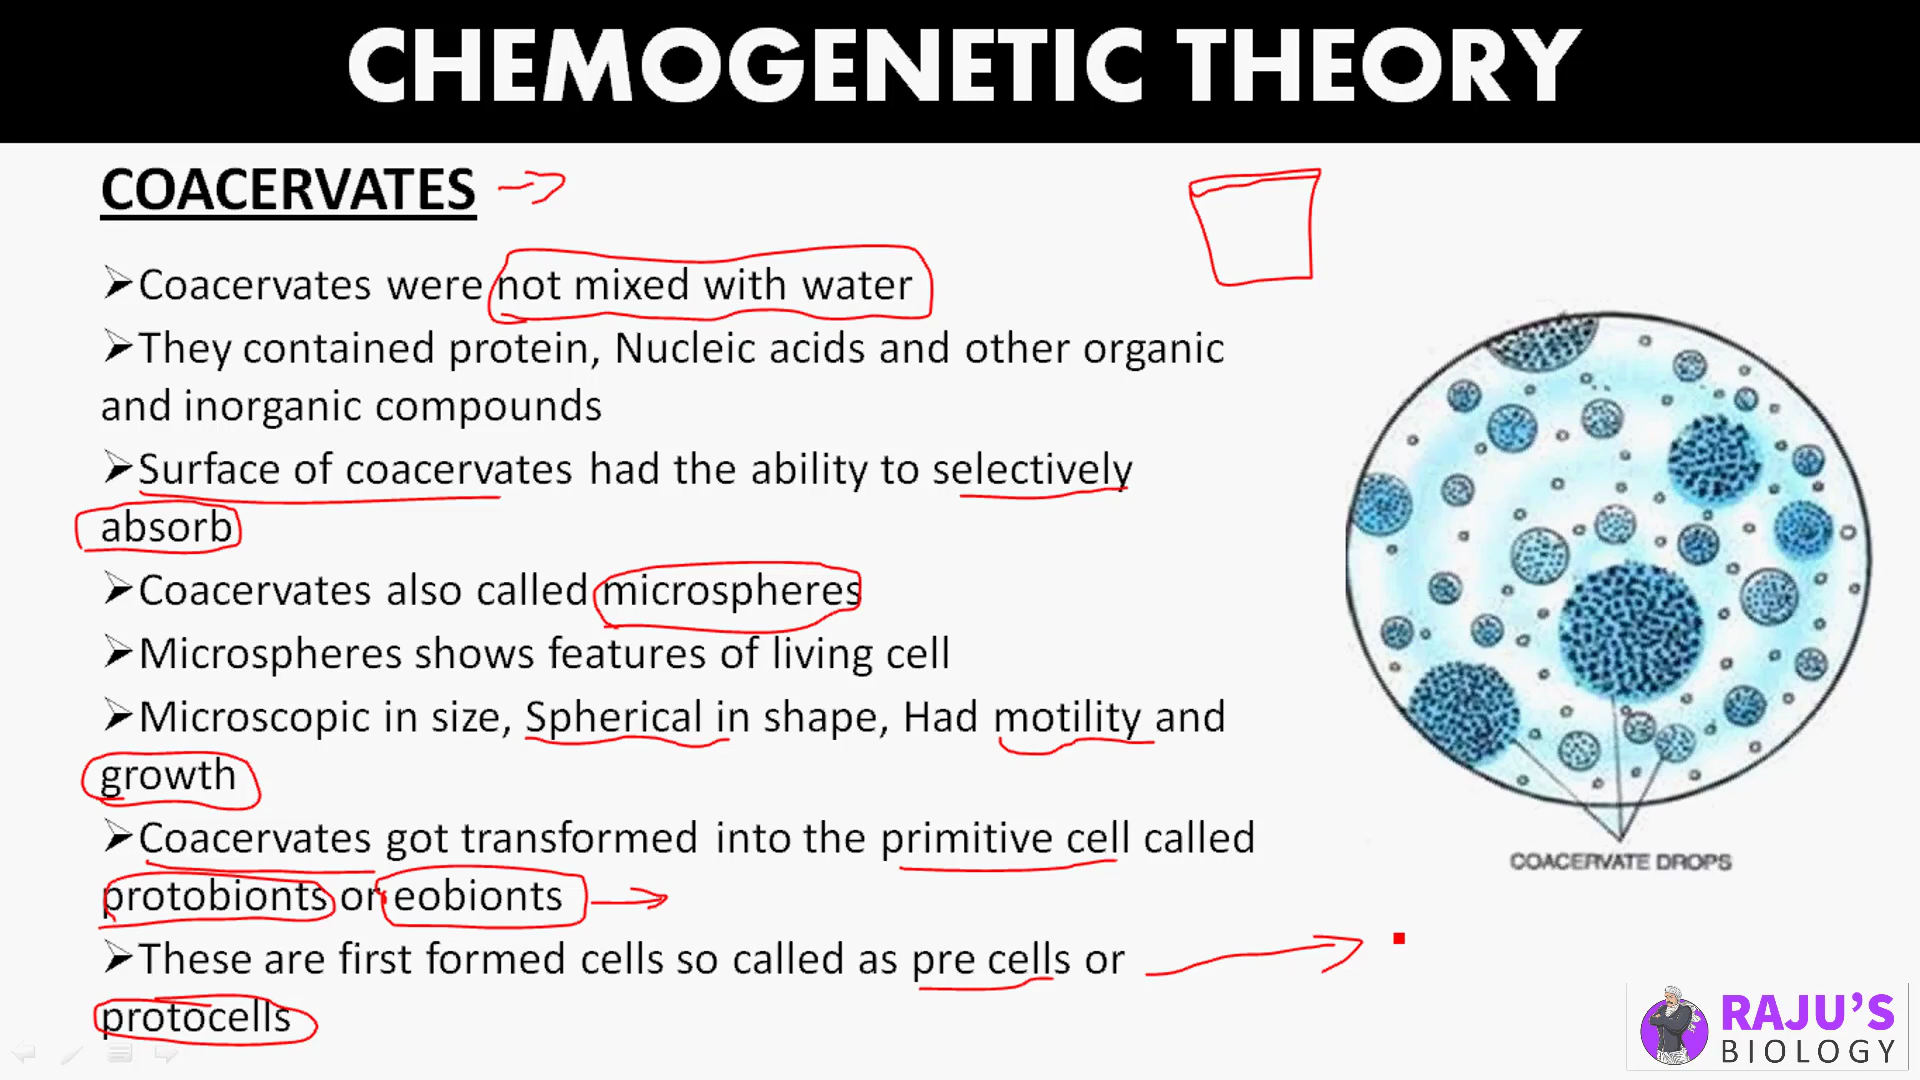 CHEMOGENETIC THEORY
COACERVATES
➢Coacervates were not mixed with water
➢They contained protein, Nucleic acids and other organic
and inorganic compounds
➢Surface of coacervates had the ability to selectively
absorb
➢Coacervates also called microspheres
➢Microspheres shows features of living cell
➢Microscopic in size, Spherical in shape, Had motility and
growth
➢Coacervates got transformed into the primitive cell called
protobionts or eobionts
➢These are first formed cells so called as pre cells or
protocells
COACERVATE DROPS
RAJU'S
BIOLOGY